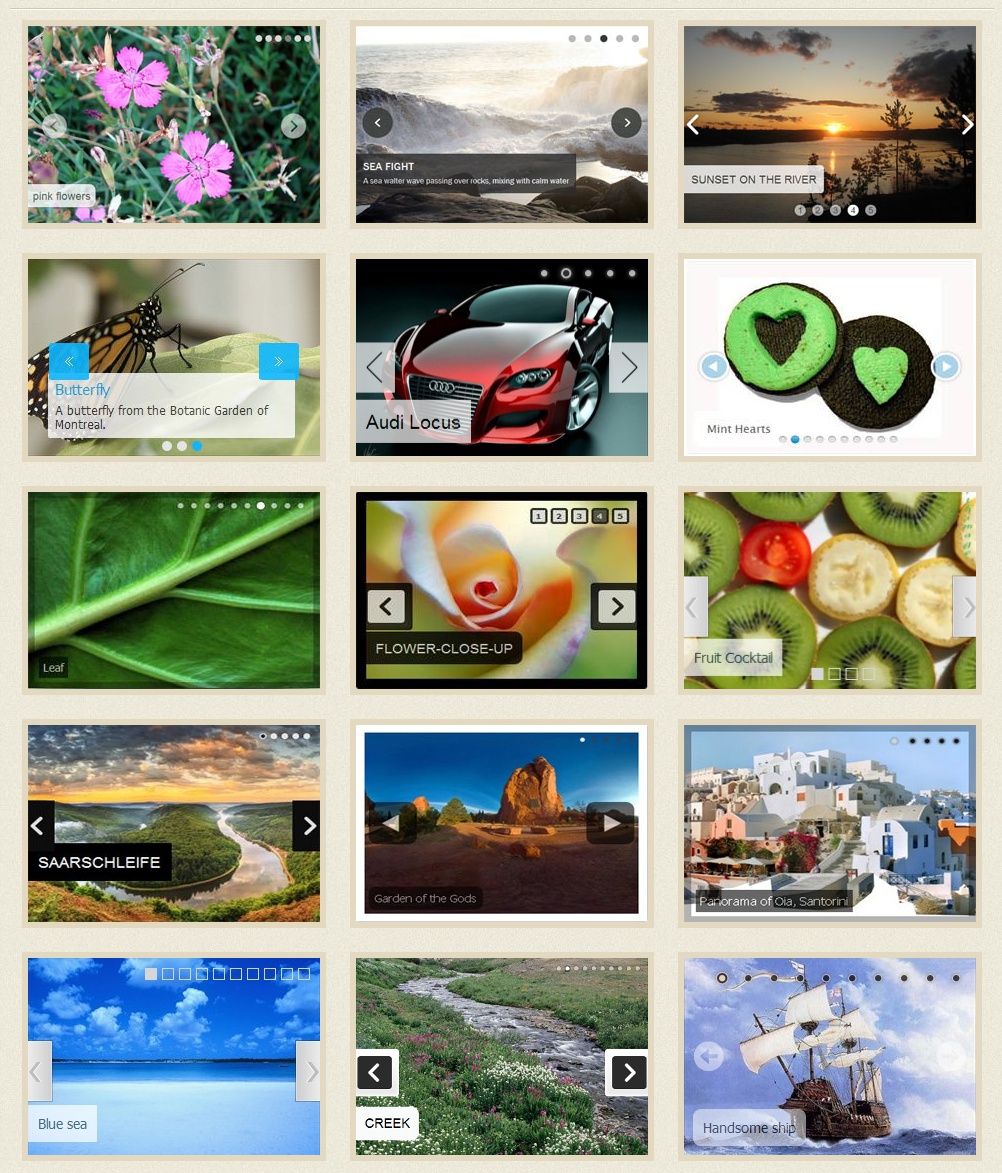 pink flowers
SEA FIGHT
A sea walter wave passing over rocks, mixing with calm water
SUNSET ON THE RIVER
1 2 3 4 5
Butterfly
A butterfly from the Botanic Garden of
Montreal.
Audi Locus
Mint Hearts
Leaf
1 2 3 4 5
FLOWER-CLOSE-UP
Fruit Cocktail
SAARSCHLEIFE
Garden of the Gods
Panorama of Oia, Santorini
Blue sea
CREEK
Handsome ship